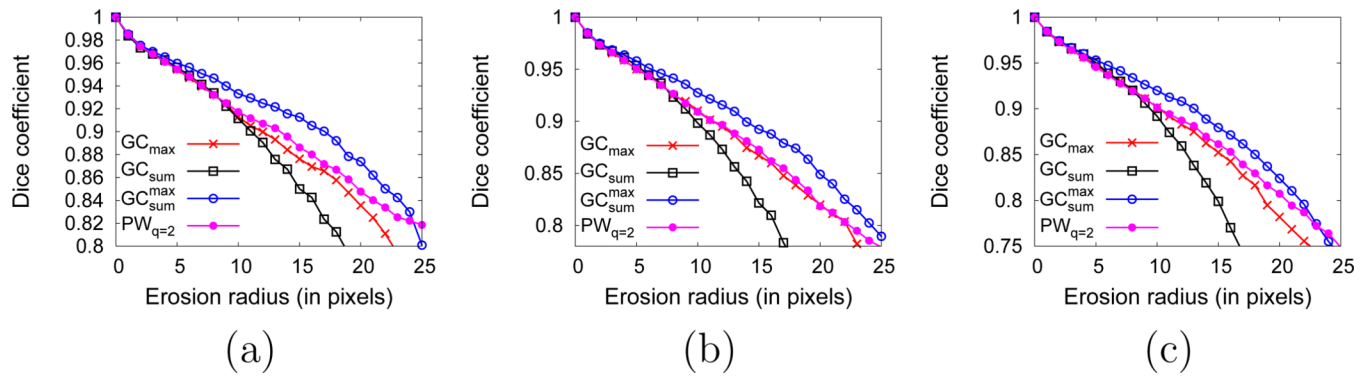 Dice coefficient
1
0.98
0.96
0.94
0.92
0.9
0.88
0.86
0.84
0.82
0.8
GCmax
GCsum
GCmaxsum
PWq=2
0 5 10 15 20 25
Erosion radius (in pixels)
(a)
Dice coefficient
1
0.95
0.9
0.85
0.8
GCmax
GCsum
GCmaxsum
PWq=2
0 5 10 15 20 25
Erosion radius (in pixels)
(b)
Dice coefficient
1
0.95
0.9
0.85
0.8
0.75
GCmax
GCsum
GCmaxsum
PWq=2
0 5 10 15 20 25
Erosion radius (in pixels)
(c)